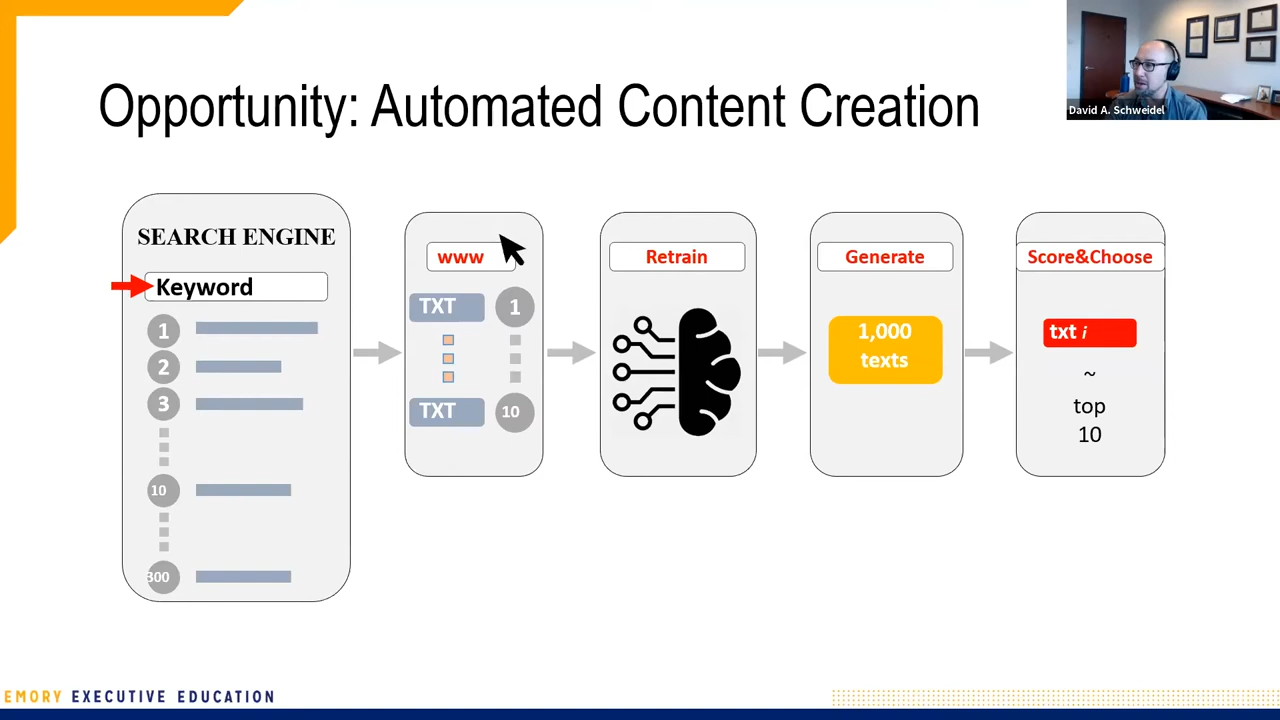 Opportunity: Automated Content Creation
David A. Schweidel
SEARCH ENGINE
Keyword
1
2
3
10
300
www
TXT
1
TXT
10
Retrain
Generate
1,000
texts
Score&Choose
txt i
~
top
10
EMORY EXECUTIVE EDUCATION